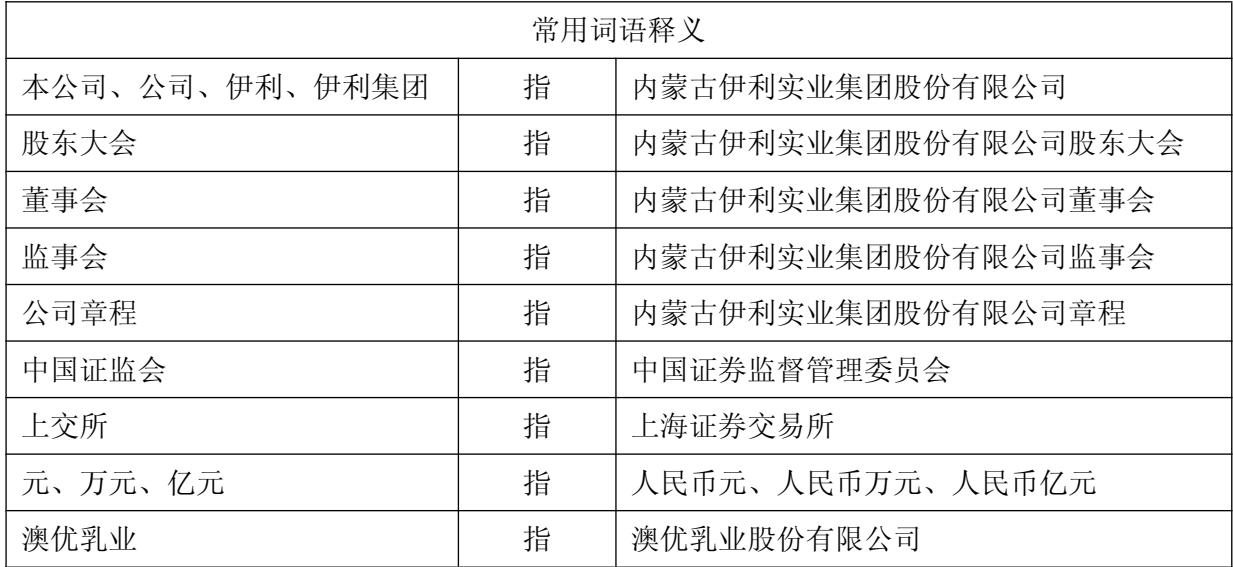 常用词语释义
本公司、公司、伊利、伊利集团 指 内蒙古伊利实业集团股份有限公司
股东大会 指 内蒙古伊利实业集团股份有限公司股东大会
董事会 指 内蒙古伊利实业集团股份有限公司董事会
监事会 指 内蒙古伊利实业集团股份有限公司监事会
公司章程 指 内蒙古伊利实业集团股份有限公司章程
中国证监会 指 中国证券监督管理委员会
上交所 指 上海证券交易所
元、万元、亿元 指 人民币元、人民币万元、人民币亿元
澳优乳业 指 澳优乳业股份有限公司